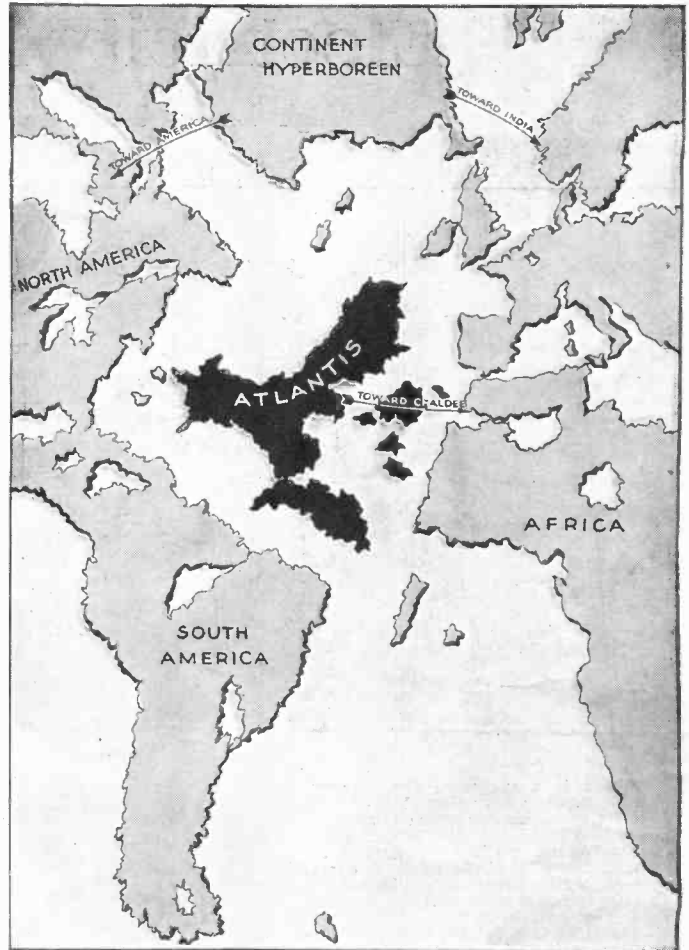 CONTINENT
HYPERBOREEN
TOWARD INDIA
TOWARD AMERICA
NORTH AMERICA
ATLANTIS
TOWARD CHALDEE
AFRICA
SOUTH
AMERICA